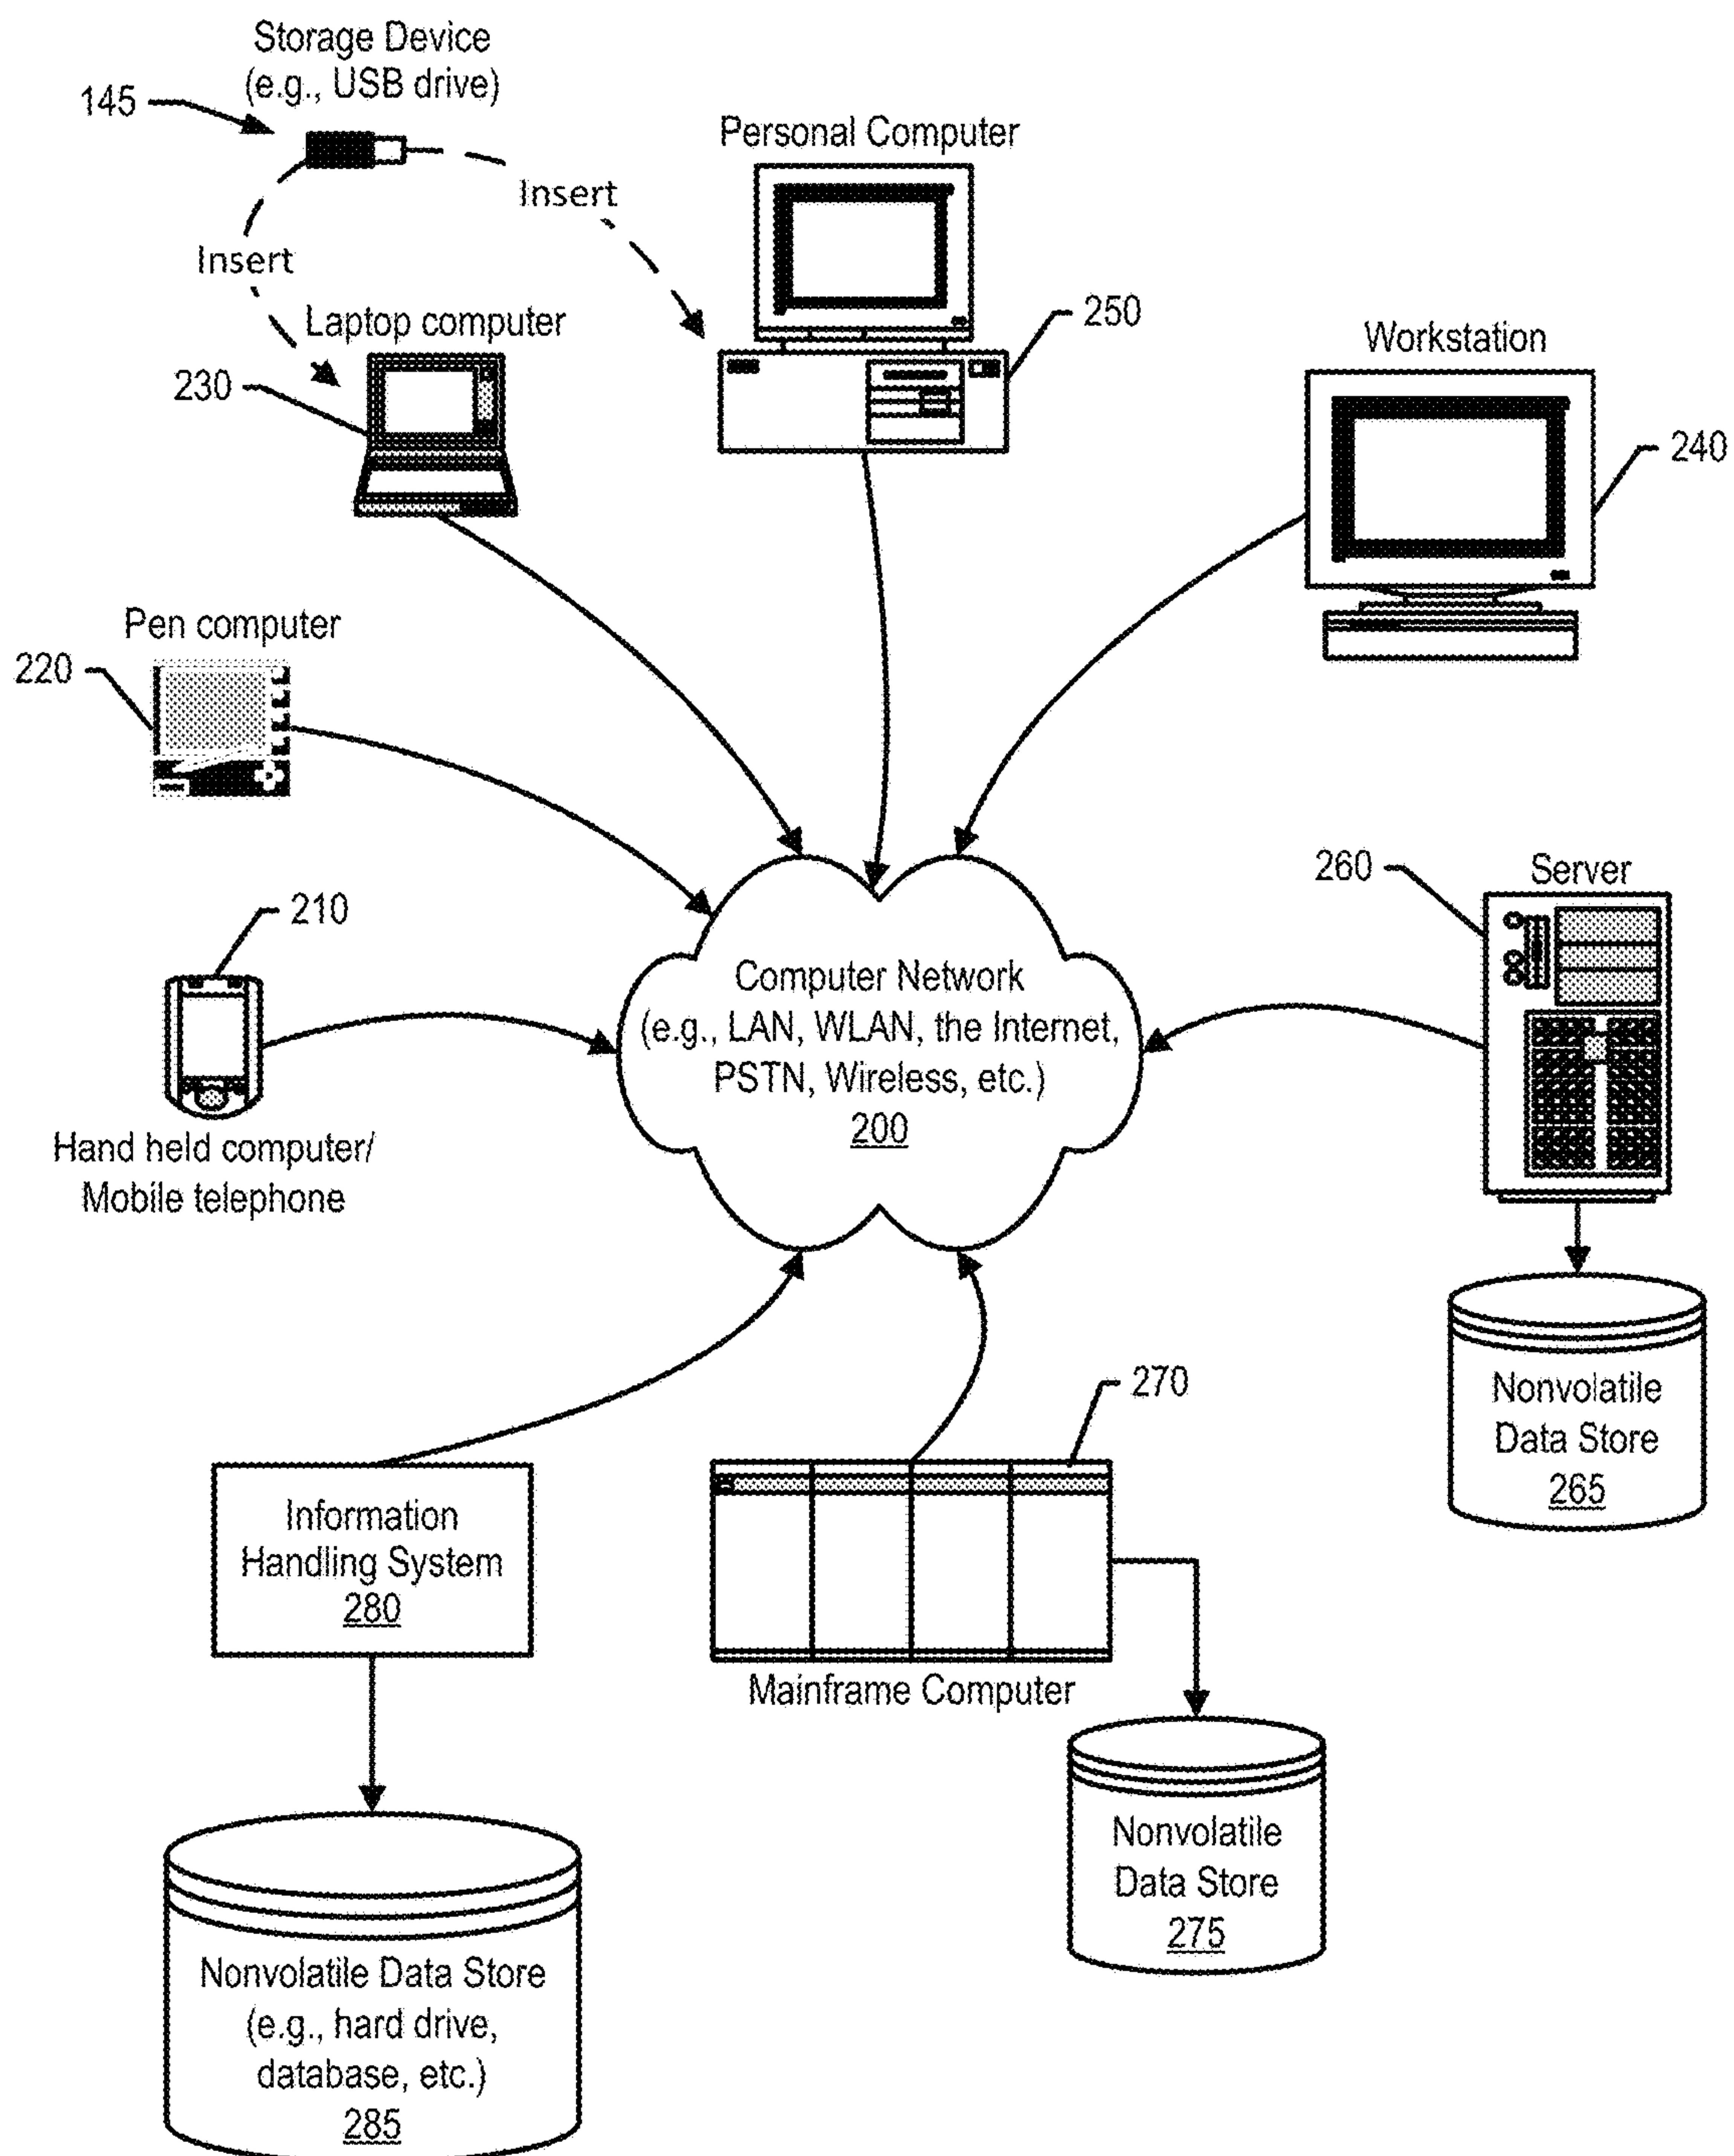 Storage Device
(e.g., USB drive)
145
Insert
Insert
Personal Computer
250
Laptop computer
230
Workstation
240
Pen computer
220
210
Hand held computer/
Mobile telephone
Computer Network
(e.g., LAN, WLAN, the Internet,
PSTN, Wireless, etc.)
200
260
Server
Nonvolatile
Data Store
265
270
Mainframe Computer
Information
Handling System
280
Nonvolatile
Data Store
275
Nonvolatile Data Store
(e.g., hard drive,
database, etc.)
285